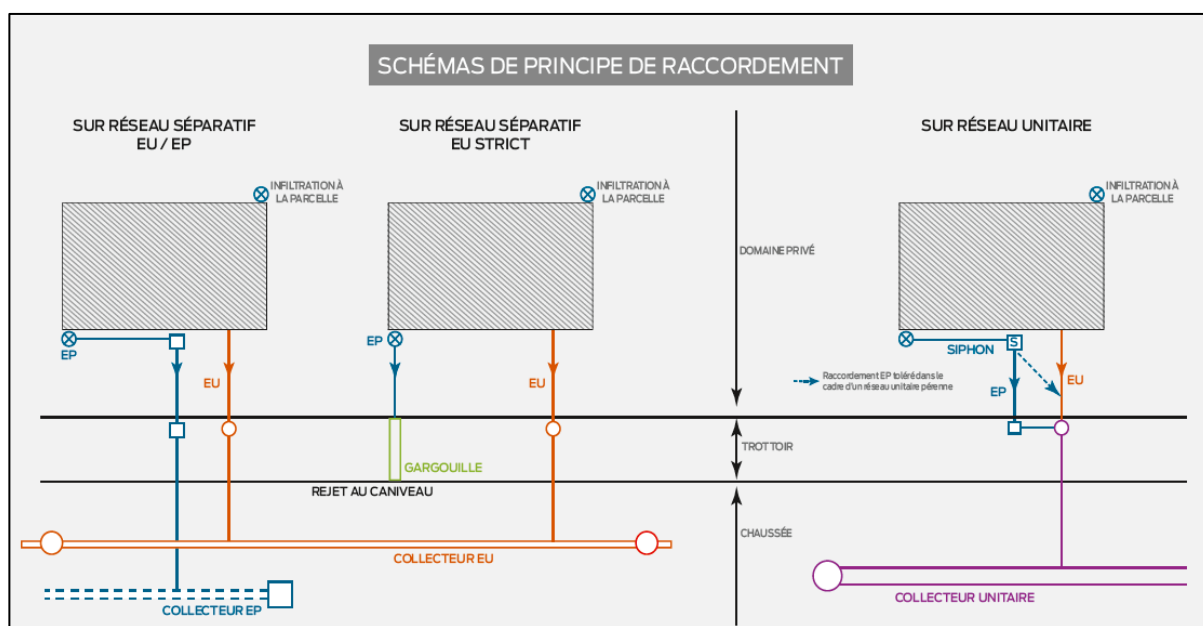 SCHÉMAS DE PRINCIPE DE RACCORDEMENT
SUR RÉSEAU SÉPARATIF
EU / EP
INFILTRATION À
LA PARCELLE
EP
EU
COLLECTEUR EP
SUR RÉSEAU SÉPARATIF
EU STRICT
INFILTRATION À
LA PARCELLE
EP
EU
GARGOUILLE
REJET AU CANIVEAU
COLLECTEUR EU
DOMAINE PRIVÉ
TROTTOIR
CHAUSSÉE
SUR RÉSEAU UNITAIRE
INFILTRATION À
LA PARCELLE
SIPHON
S
Raccordement EP toléré dans le
cadre d'un réseau unitaire pérenne
EP
EU
COLLECTEUR UNITAIRE